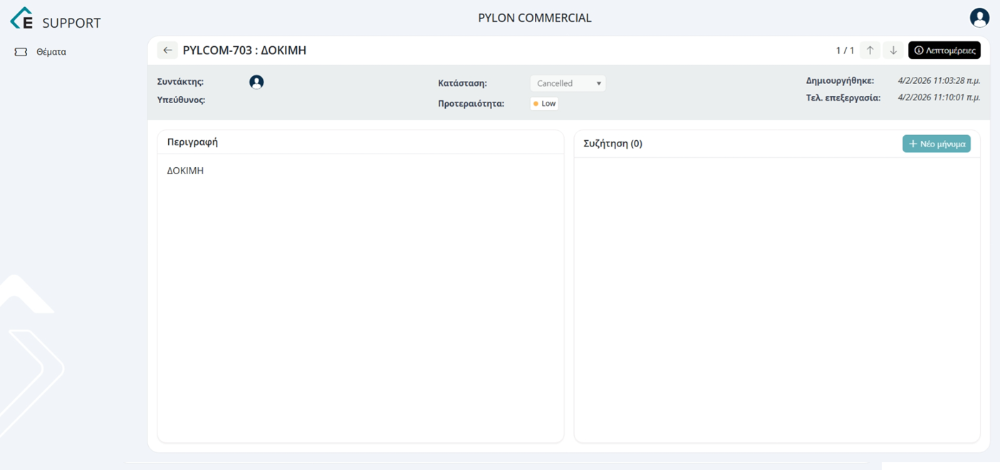 E SUPPORT
PYLON COMMERCIAL
Θέματα
PYLCOM-703 : ΔΟΚΙΜΗ
1 / 1
Λεπτομέρειες
Συντάκτης:
Υπεύθυνος:
Κατάσταση:
Cancelled
Προτεραιότητα:
Low
Δημιουργήθηκε:
4/2/2026 11:03:28 π.μ.
Τελ. επεξεργασία:
4/2/2026 11:10:01 π.μ.
Περιγραφή
ΔΟΚΙΜΗ
Συζήτηση (0)
+ Νέο μήνυμα